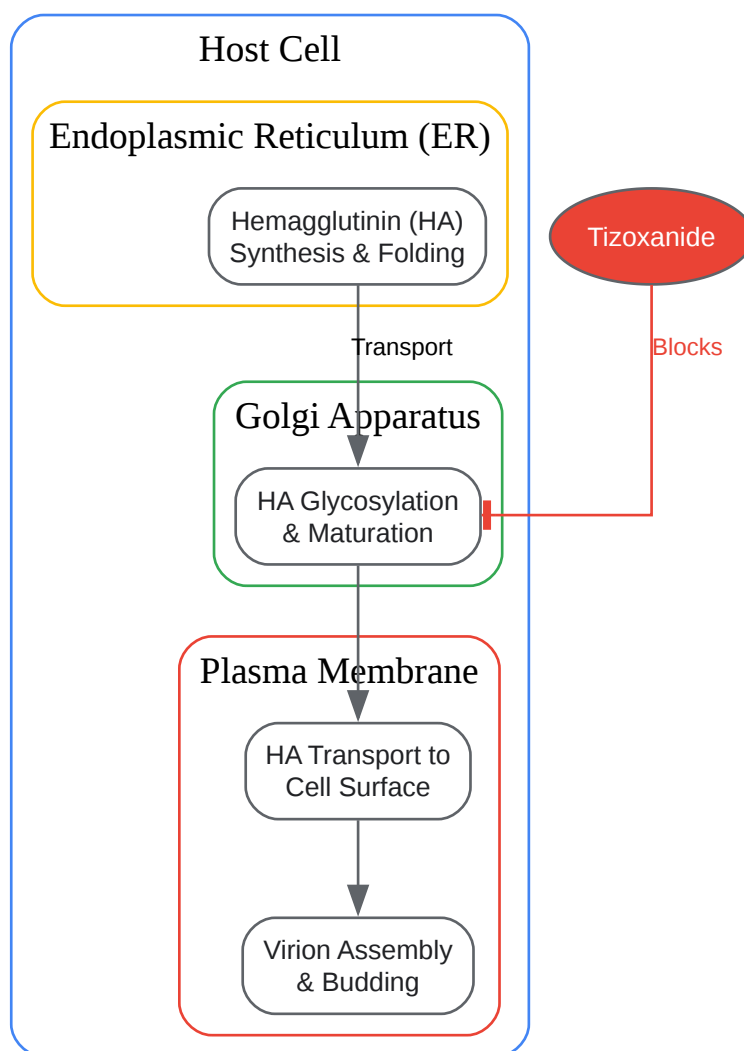 Host Cell
Endoplasmic Reticulum (ER)
Hemagglutinin (HA)
Synthesis & Folding
Tizoxanide
Transport
Blocks
Golgi Apparatus
HA Glycosylation
& Maturation
Plasma Membrane
HA Transport to
Cell Surface
Virion Assembly
& Budding